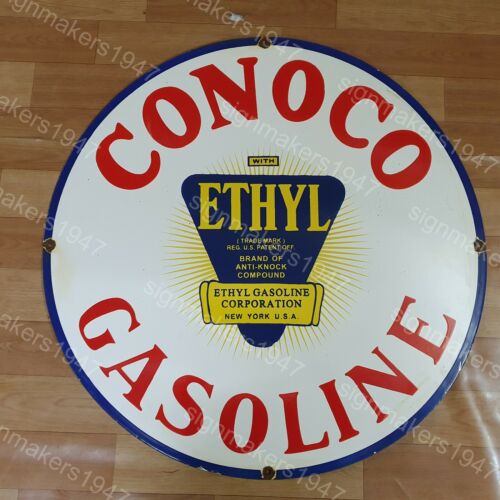 CONOCO
WITH
ETHYL
( TRADE MARK )
REG. U.S. PATENT OFF.
BRAND OF
ANTI-KNOCK
COMPOUND
ETHYL GASOLINE
CORPORATION
NEW YORK U.S.A.
GASOLINE
signmakers1947